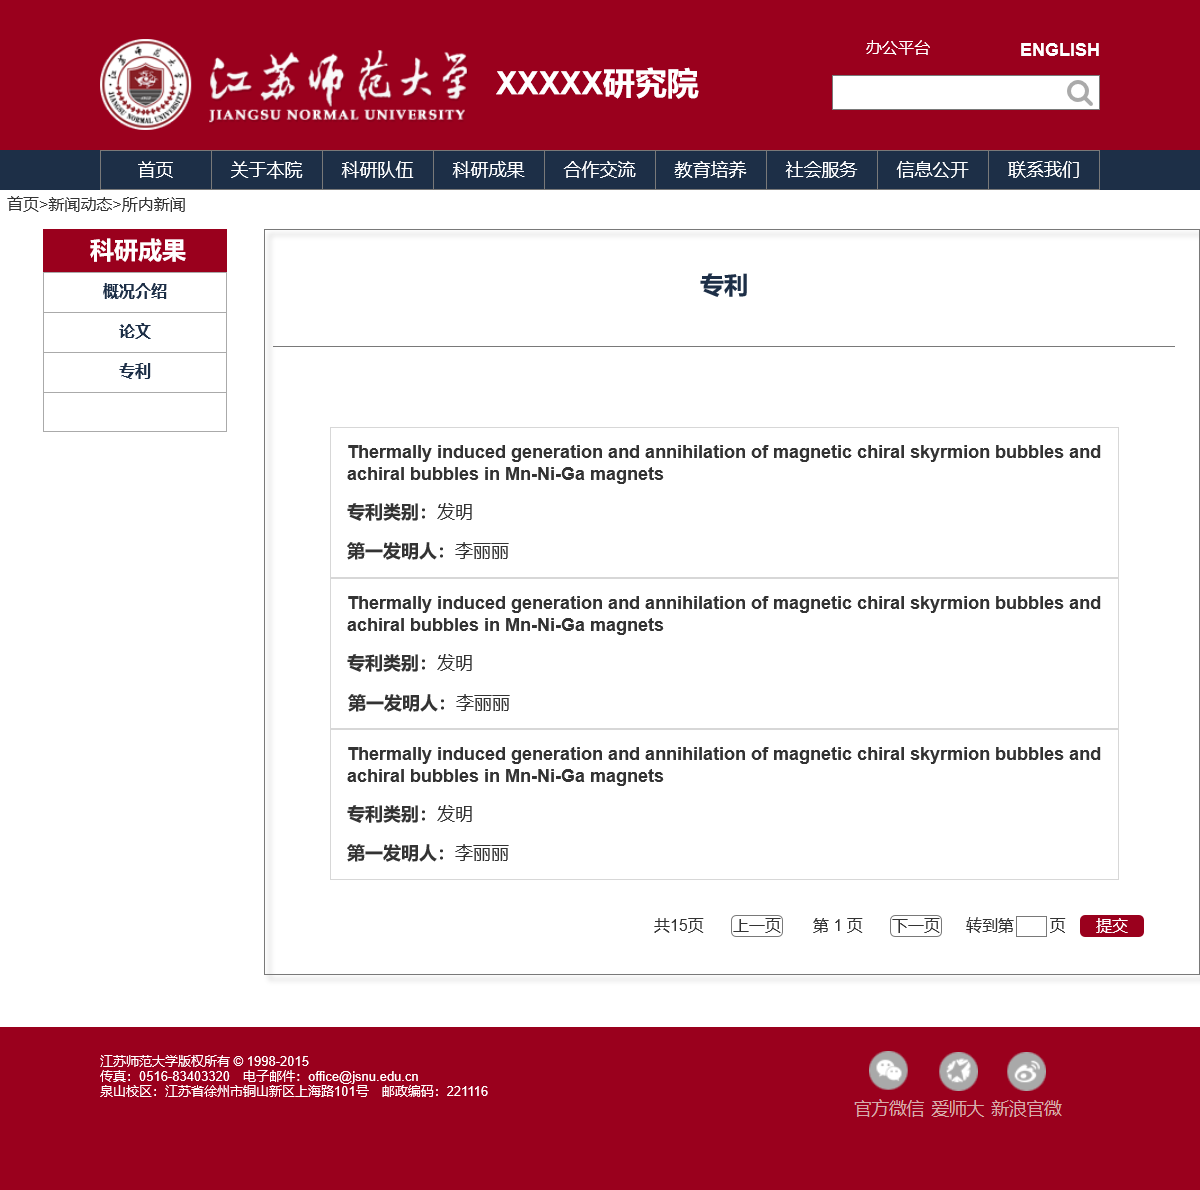 办公平台
ENGLISH
江苏师范大学
JIANGSU NORMAL UNIVERSITY
XXXXX研究院
首页 关于本院 科研队伍 科研成果 合作交流 教育培养 社会服务 信息公开 联系我们
首页>新闻动态>所内新闻
科研成果
概况介绍
论文
专利
专利
Thermally induced generation and annihilation of magnetic chiral skyrmion bubbles and
achiral bubbles in Mn-Ni-Ga magnets
专利类别：发明
第一发明人：李丽丽
Thermally induced generation and annihilation of magnetic chiral skyrmion bubbles and
achiral bubbles in Mn-Ni-Ga magnets
专利类别：发明
第一发明人：李丽丽
Thermally induced generation and annihilation of magnetic chiral skyrmion bubbles and
achiral bubbles in Mn-Ni-Ga magnets
专利类别：发明
第一发明人：李丽丽
共15页 上一页 第 1 页 下一页 转到第 页 提交
江苏师范大学版权所有 © 1998-2015
传真：0516-83403320 电子邮件：office@jsnu.edu.cn
泉山校区：江苏省徐州市铜山新区上海路101号 邮政编码：221116
官方微信 爱师大 新浪官微